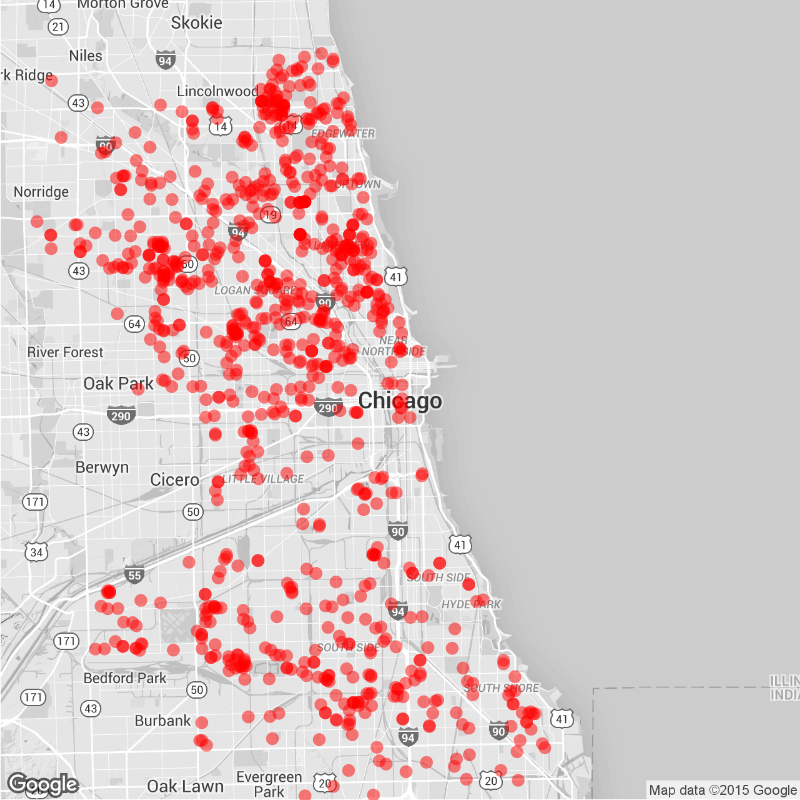 14
Morton Grove
21
Skokie
Niles
94
rk Ridge
Lincolnwood
43
14
14
EDGEWATER
90
Norridge
UPTOWN
19
94
43
50
41
LOGAN SQUARE
90
64
64
NEAR
NORTH SIDE
River Forest
50
Oak Park
Chicago
290
290
43
Berwyn
Cicero
LITTLE VILLAGE
171
50
90
34
41
55
SOUTH SIDE
HYDE PARK
94
171
SOUTH SIDE
Bedford Park
SOUTH SHORE
ILLIN
INDIA
50
171
43
Burbank
41
90
94
Evergreen
Park
20
20
Oak Lawn
Google
Map data ©2015 Google